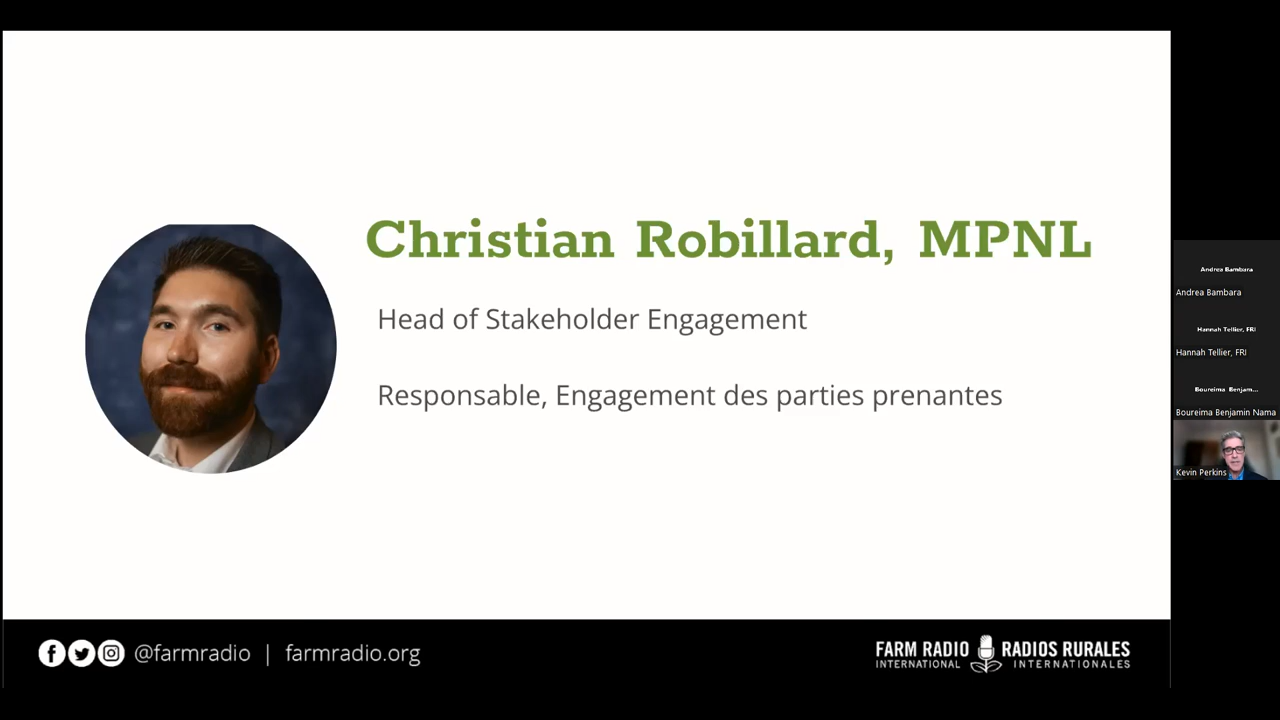 Christian Robillard, MPNL
Head of Stakeholder Engagement
Responsable, Engagement des parties prenantes
@farmradio | farmradio.org
FARM RADIO RADIOS RURALES
INTERNATIONAL INTERNATIONALES
Andrea Bambara
Andrea Bambara
Hannah Tellier, FRI
Hannah Tellier, FRI
Boureima Benjam...
Boureima Benjamin Nama
Kevin Perkins